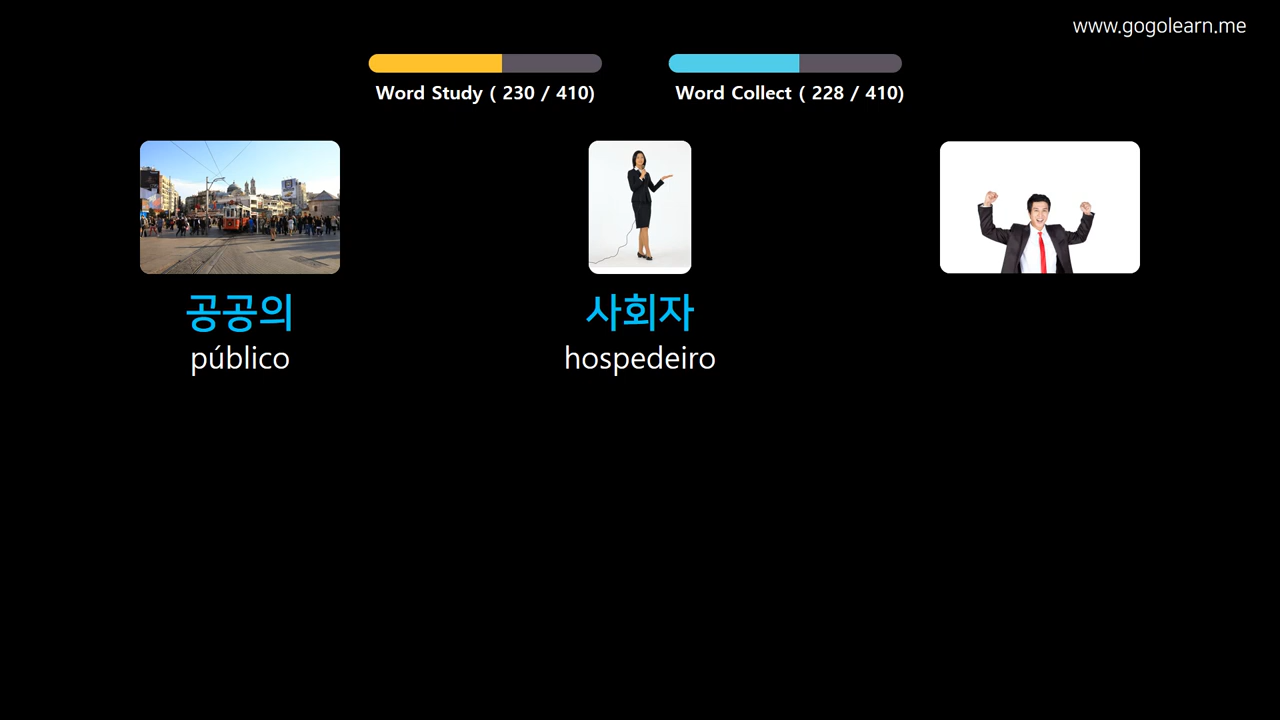 www.gogolearn.me
Word Study ( 230 / 410)
Word Collect ( 228 / 410)
공공의
público
사회자
hospedeiro